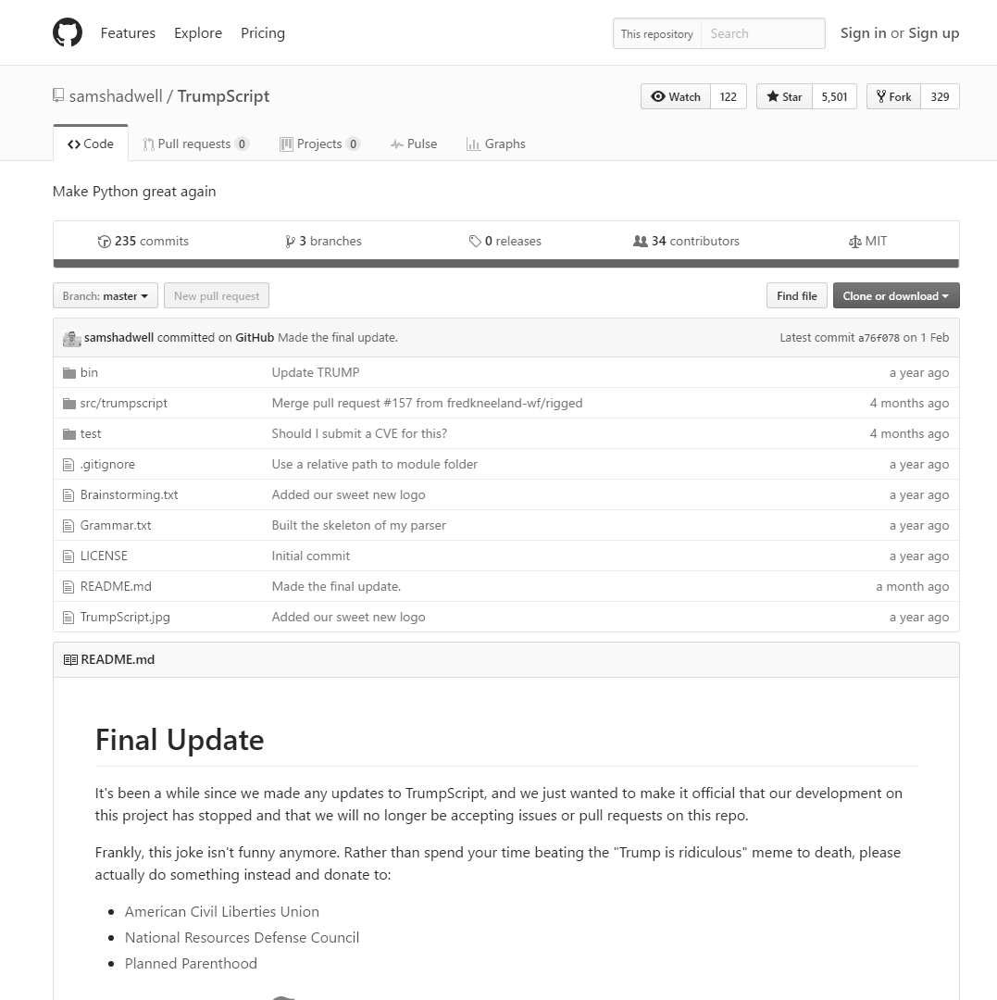 Features Explore Pricing This repository Search Sign in or Sign up
samshadwell / TrumpScript Watch 122 Star 5,501 Fork 329
Code Pull requests 0 Projects 0 Pulse Graphs
Make Python great again
235 commits 3 branches 0 releases 34 contributors MIT
Branch: master New pull request Find file Clone or download
samshadwell committed on GitHub Made the final update. Latest commit a76f078 on 1 Feb
bin Update TRUMP a year ago
src/trumpscript Merge pull request #157 from fredkneeland-wf/rigged 4 months ago
test Should I submit a CVE for this? 4 months ago
.gitignore Use a relative path to module folder a year ago
Brainstorming.txt Added our sweet new logo a year ago
Grammar.txt Built the skeleton of my parser a year ago
LICENSE Initial commit a year ago
README.md Made the final update. a month ago
TrumpScript.jpg Added our sweet new logo a year ago
README.md
Final Update
It's been a while since we made any updates to TrumpScript, and we just wanted to make it official that our development on
this project has stopped and that we will no longer be accepting issues or pull requests on this repo.
Frankly, this joke isn't funny anymore. Rather than spend your time beating the "Trump is ridiculous" meme to death, please
actually do something instead and donate to:
American Civil Liberties Union
National Resources Defense Council
Planned Parenthood